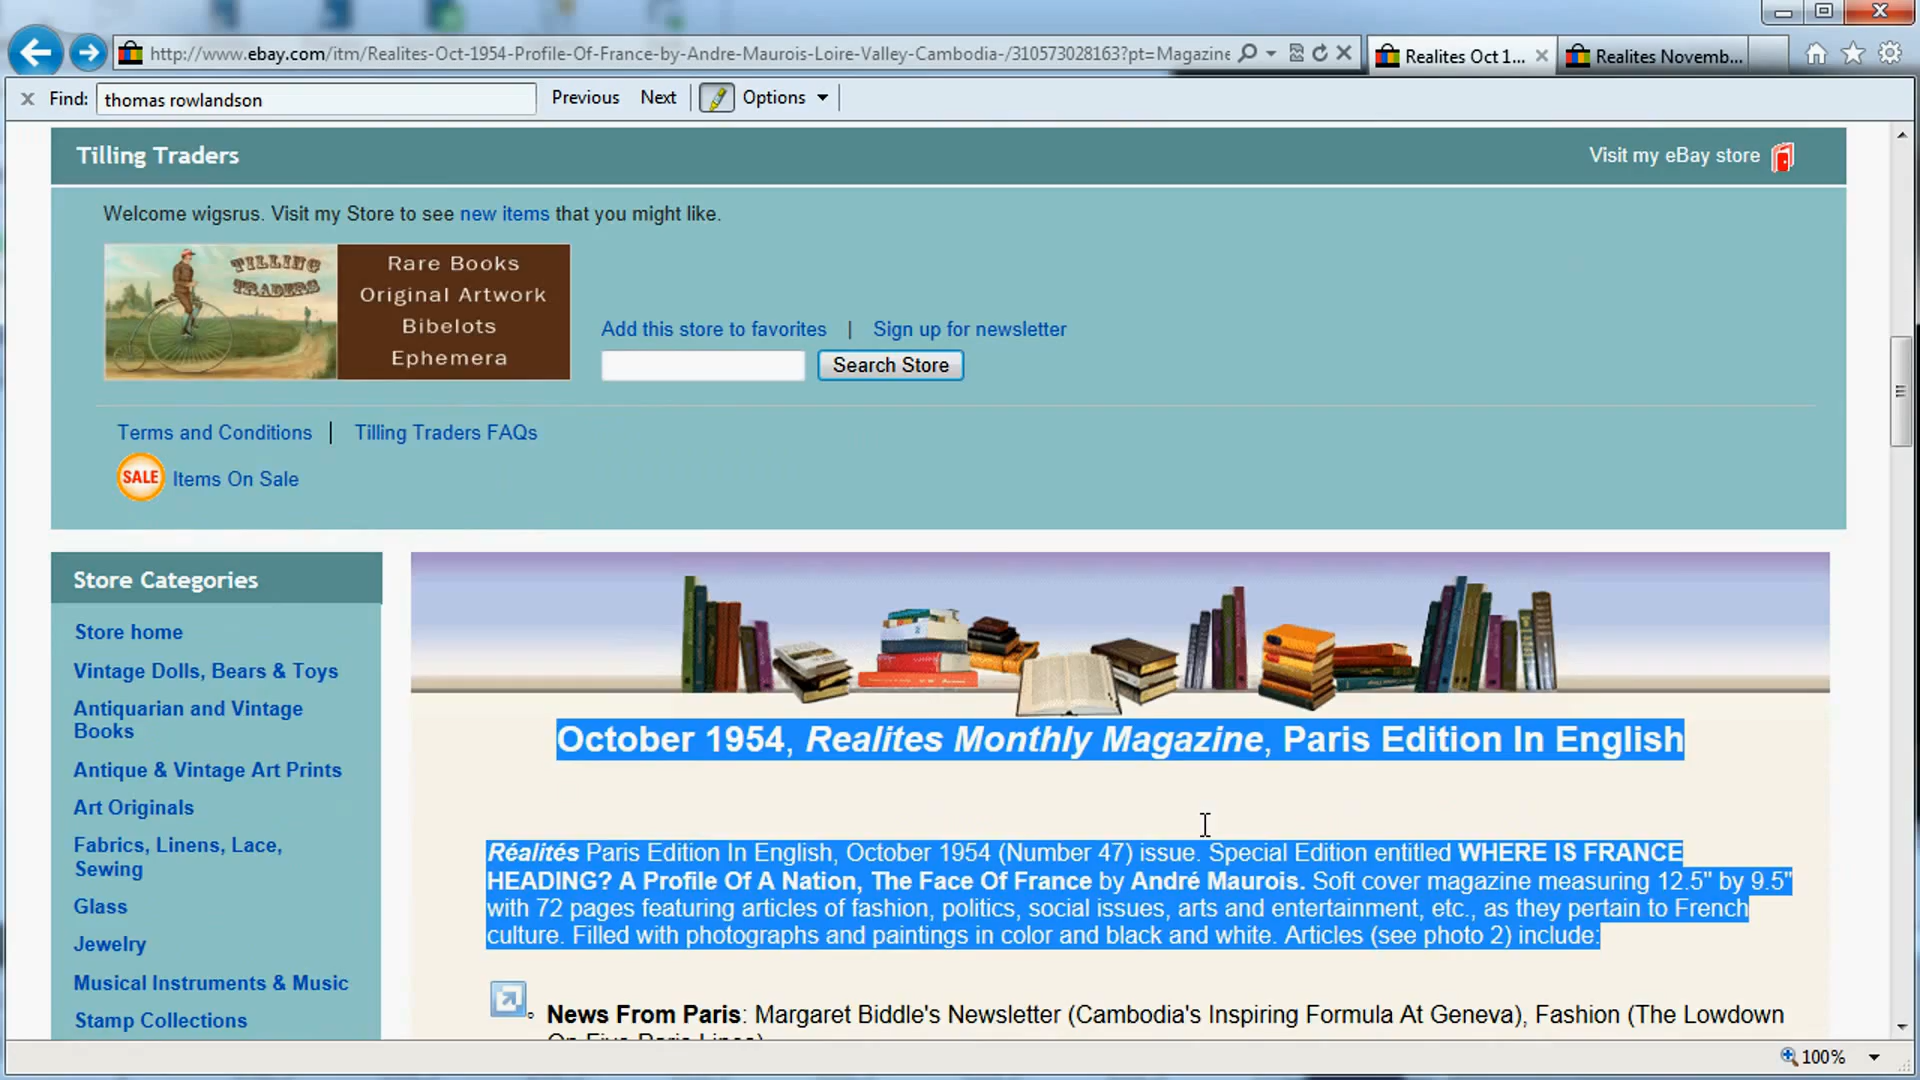 http://www.ebay.com/itm/Realites-Oct-1954-Profile-Of-France-by-Andre-Maurois-Loire-Valley-Cambodia-/310573028163?pt=Magazine
Realites Oct 1...
Realites Novemb...
Find: thomas rowlandson
Previous
Next
Options
Tilling Traders
Visit my eBay store
Welcome wigsrus. Visit my Store to see new items that you might like.
TILLING
TRADERS
Rare Books
Original Artwork
Bibelots
Ephemera
Add this store to favorites | Sign up for newsletter
Search Store
Terms and Conditions | Tilling Traders FAQs
SALE Items On Sale
Store Categories
Store home
Vintage Dolls, Bears & Toys
Antiquarian and Vintage
Books
Antique & Vintage Art Prints
Art Originals
Fabrics, Linens, Lace,
Sewing
Glass
Jewelry
Musical Instruments & Music
Stamp Collections
October 1954, Realites Monthly Magazine, Paris Edition In English
Réalités Paris Edition In English, October 1954 (Number 47) issue. Special Edition entitled WHERE IS FRANCE
HEADING? A Profile Of A Nation, The Face Of France by André Maurois. Soft cover magazine measuring 12.5" by 9.5"
with 72 pages featuring articles of fashion, politics, social issues, arts and entertainment, etc., as they pertain to French
culture. Filled with photographs and paintings in color and black and white. Articles (see photo 2) include:
News From Paris: Margaret Biddle's Newsletter (Cambodia's Inspiring Formula At Geneva), Fashion (The Lowdown
On Five Paris Lines)
100%